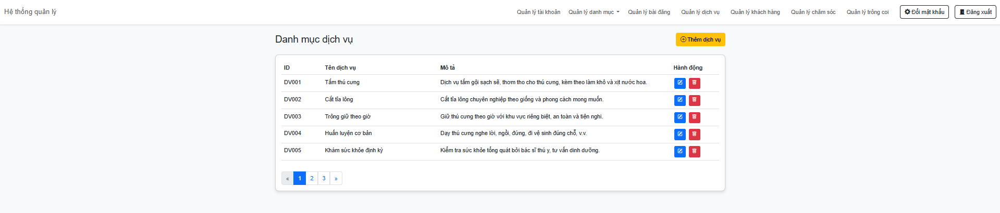 Hệ thống quản lý Quản lý tài khoản Quản lý danh mục Quản lý bài đăng Quản lý dịch vụ Quản lý khách hàng Quản lý chăm sóc Quản lý trông coi Đổi mật khẩu Đăng xuất
Danh mục dịch vụ Thêm dịch vụ
ID Tên dịch vụ Mô tả Hành động
DV001 Tắm thú cưng Dịch vụ tắm gội sạch sẽ, thơm tho cho thú cưng, kèm theo làm khô và xịt nước hoa.
DV002 Cắt tỉa lông Cắt tỉa lông chuyên nghiệp theo giống và phong cách mong muốn.
DV003 Trông giữ theo giờ Giữ thú cưng theo giờ với khu vực riêng biệt, an toàn và tiện nghi.
DV004 Huấn luyện cơ bản Dạy thú cưng nghe lời, ngồi, đứng, đi vệ sinh đúng chỗ, v.v.
DV005 Khám sức khỏe định kỳ Kiểm tra sức khỏe tổng quát bởi bác sĩ thú y, tư vấn dinh dưỡng.
« 1 2 3 »